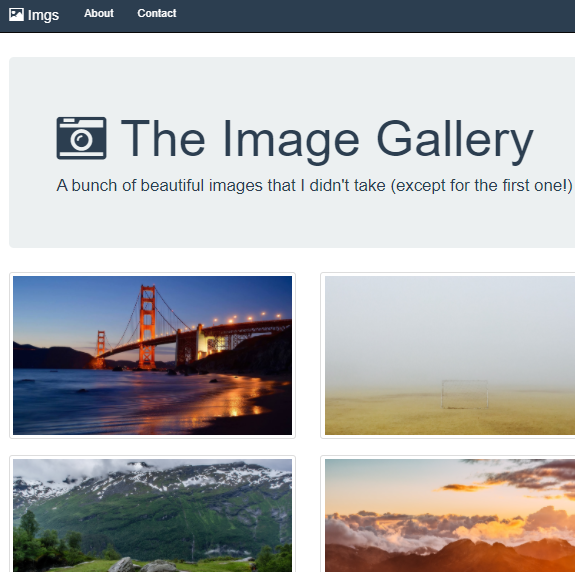 Imgs About Contact
The Image Gallery
A bunch of beautiful images that I didn't take (except for the first one!)